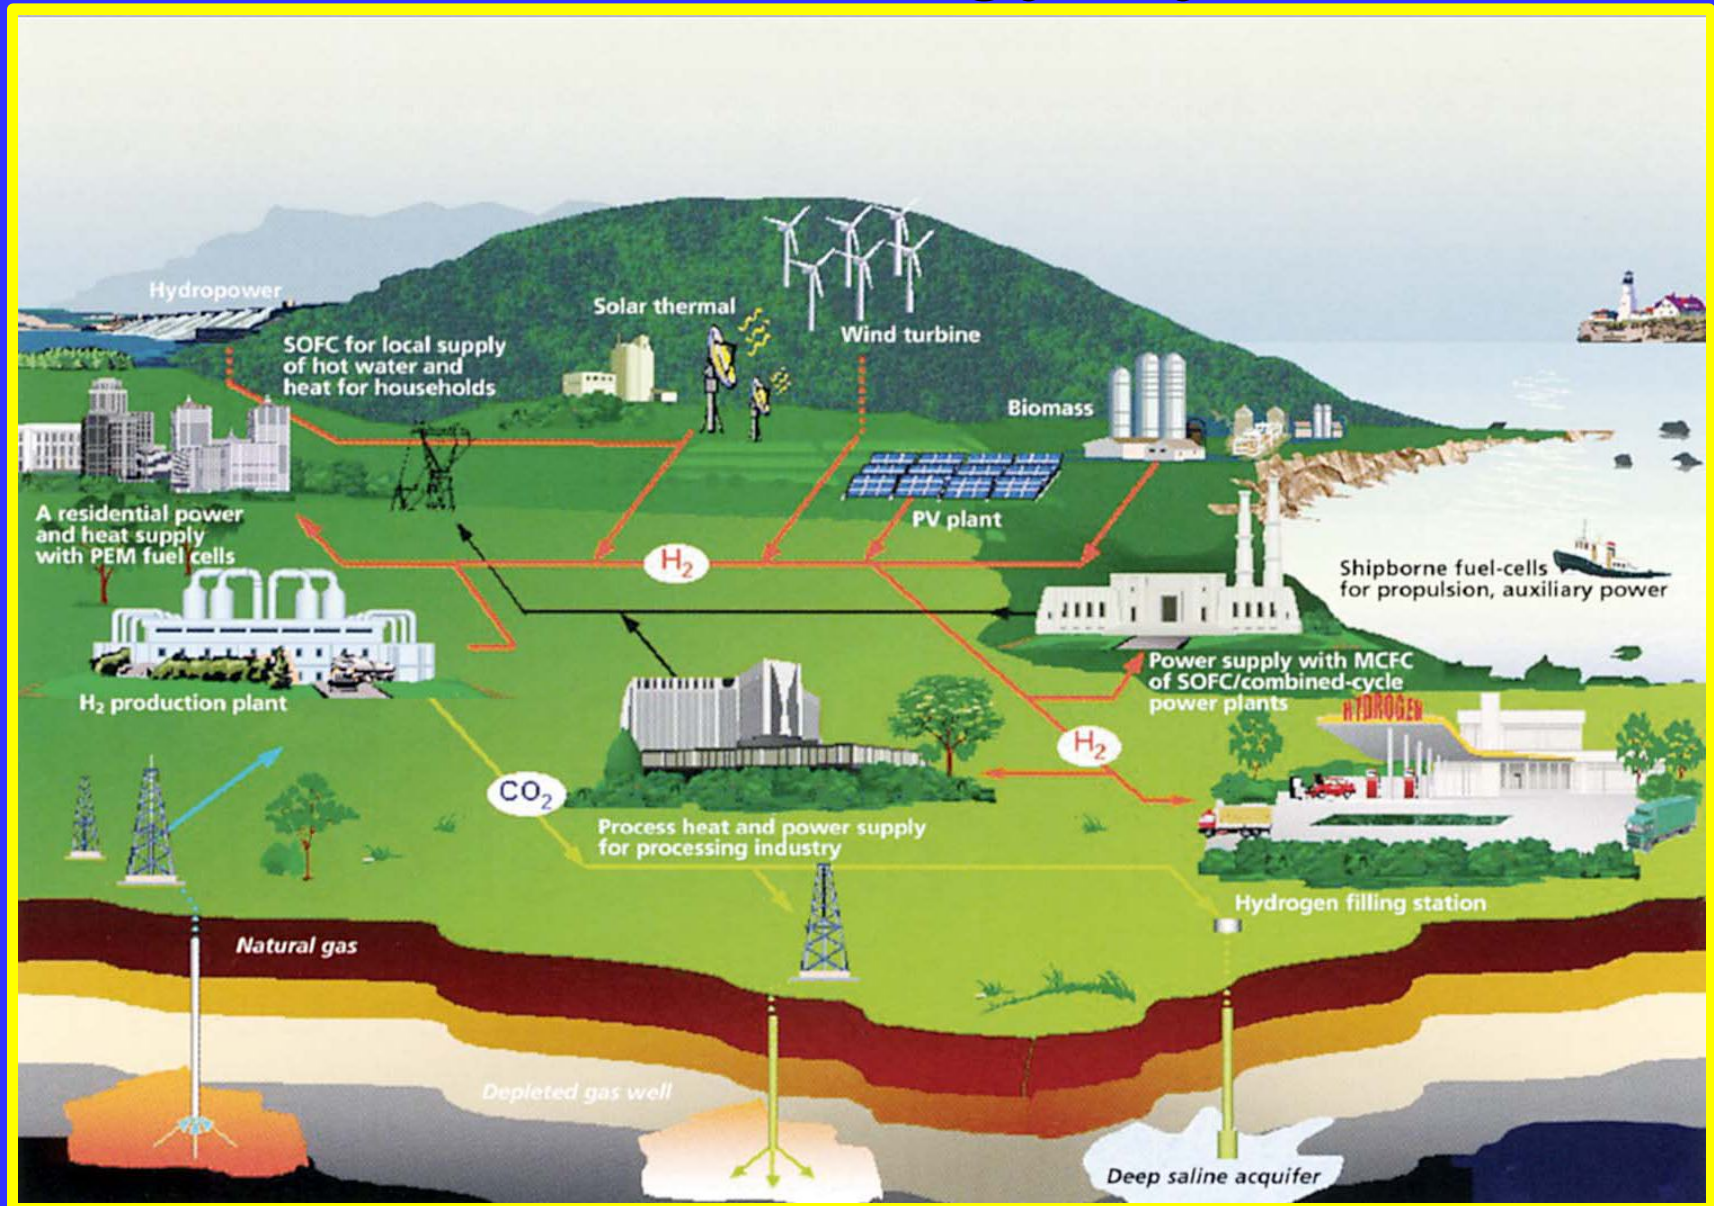 Hydropower
Solar thermal
Wind turbine
SOFC for local supply
of hot water and
heat for households
Biomass
A residential power
and heat supply
with PEM fuel cells
PV plant
H₂
Shipborne fuel-cells
for propulsion, auxiliary power
H₂ production plant
Power supply with MCFC
of SOFC/combined-cycle
power plants
HYDROGEN
H₂
CO₂
Process heat and power supply
for processing industry
Hydrogen filling station
Natural gas
Depleted gas well
Deep saline acquifer